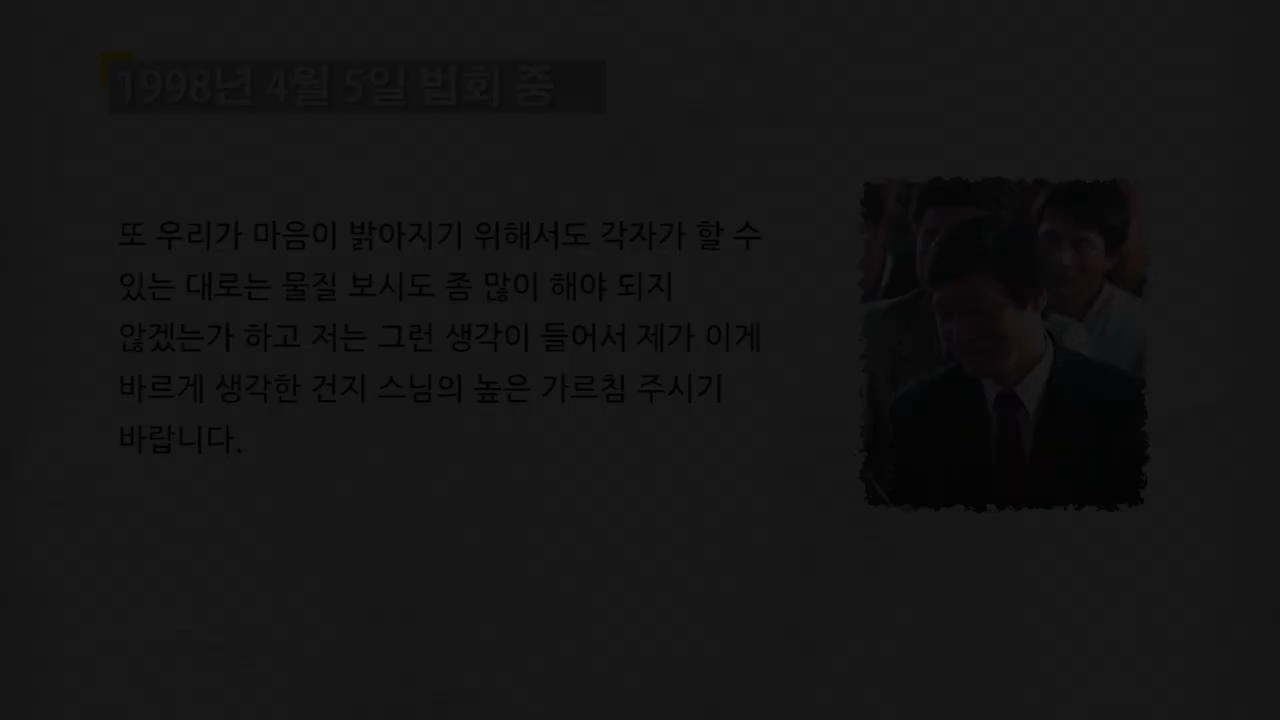 1998년 4월 5일 법회 중
또 우리가 마음이 밝아지기 위해서도 각자가 할 수
있는 대로는 물질 보시도 좀 많이 해야 되지
않겠는가 하고 저는 그런 생각이 들어서 제가 이게
바르게 생각한 건지 스님의 높은 가르침 주시기
바랍니다.